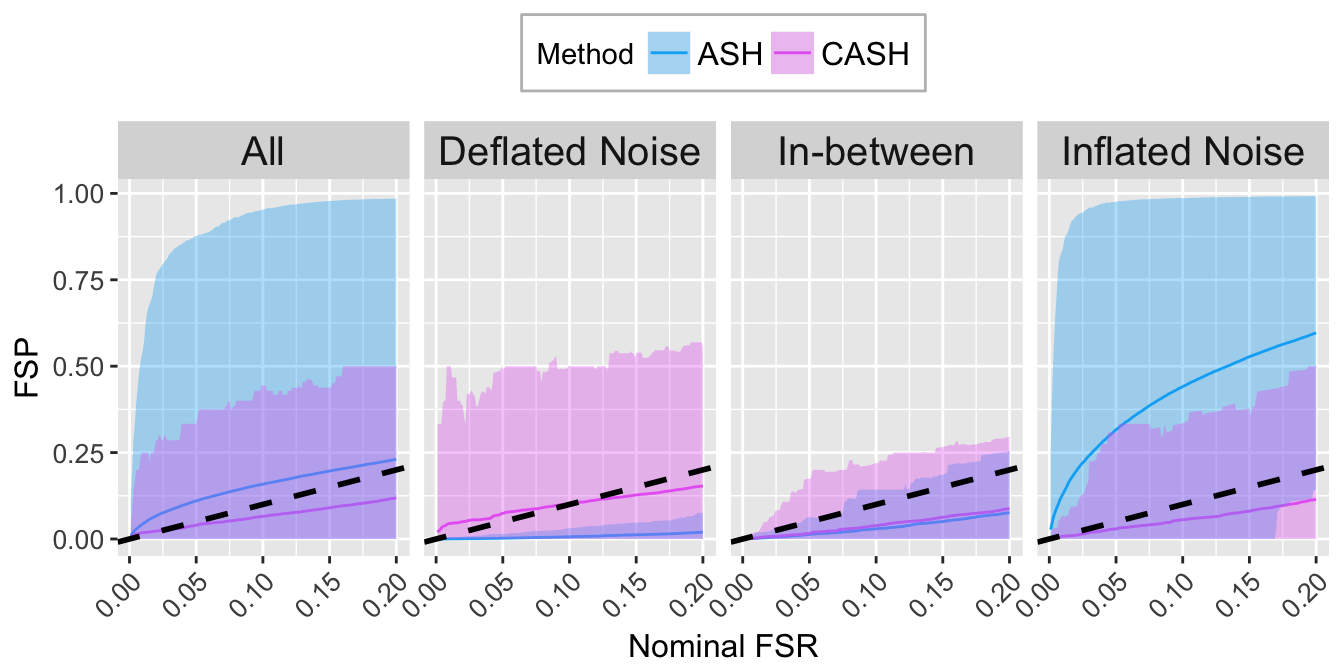 Method ASH CASH
All Deflated Noise In-between Inflated Noise
1.00
0.75
0.50
0.25
0.00
FSP
0.00 0.05 0.10 0.15 0.20 0.00 0.05 0.10 0.15 0.20 0.00 0.05 0.10 0.15 0.20 0.00 0.05 0.10 0.15 0.20
Nominal FSR